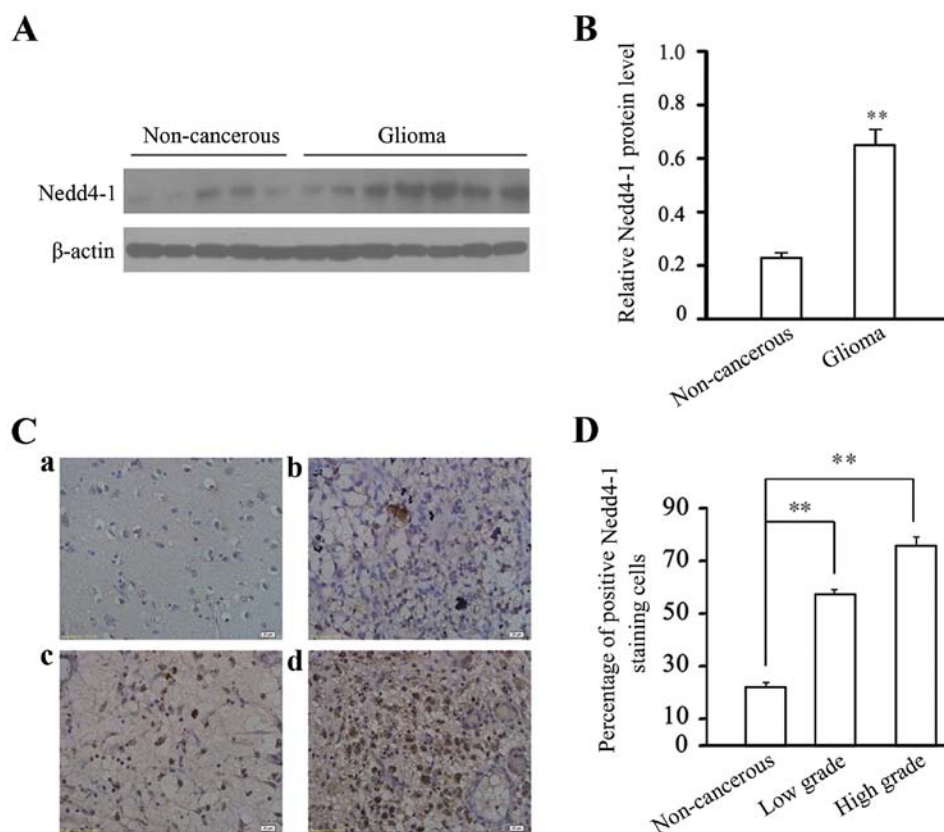 A
Non-cancerous Glioma
Nedd4-1
β-actin
B
Relative Nedd4-1 protein level
1.0
0.8
0.6
0.4
0.2
0
**
Non-cancerous
Glioma
C
a
b
c
d
D
Percentage of positive Nedd4-1
staining cells
90
70
50
30
10
0
**
**
Non-cancerous
Low grade
High grade